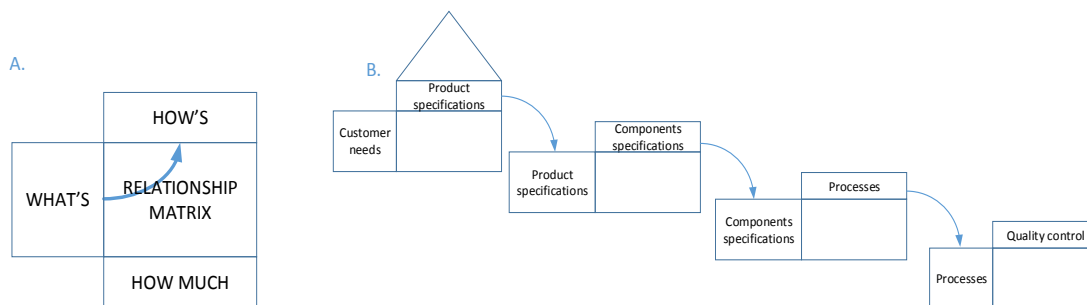 A.
HOW'S
WHAT'S
RELATIONSHIP
MATRIX
HOW MUCH
B.
Product
specifications
Customer
needs
Components
specifications
Product
specifications
Processes
Components
specifications
Quality control
Processes